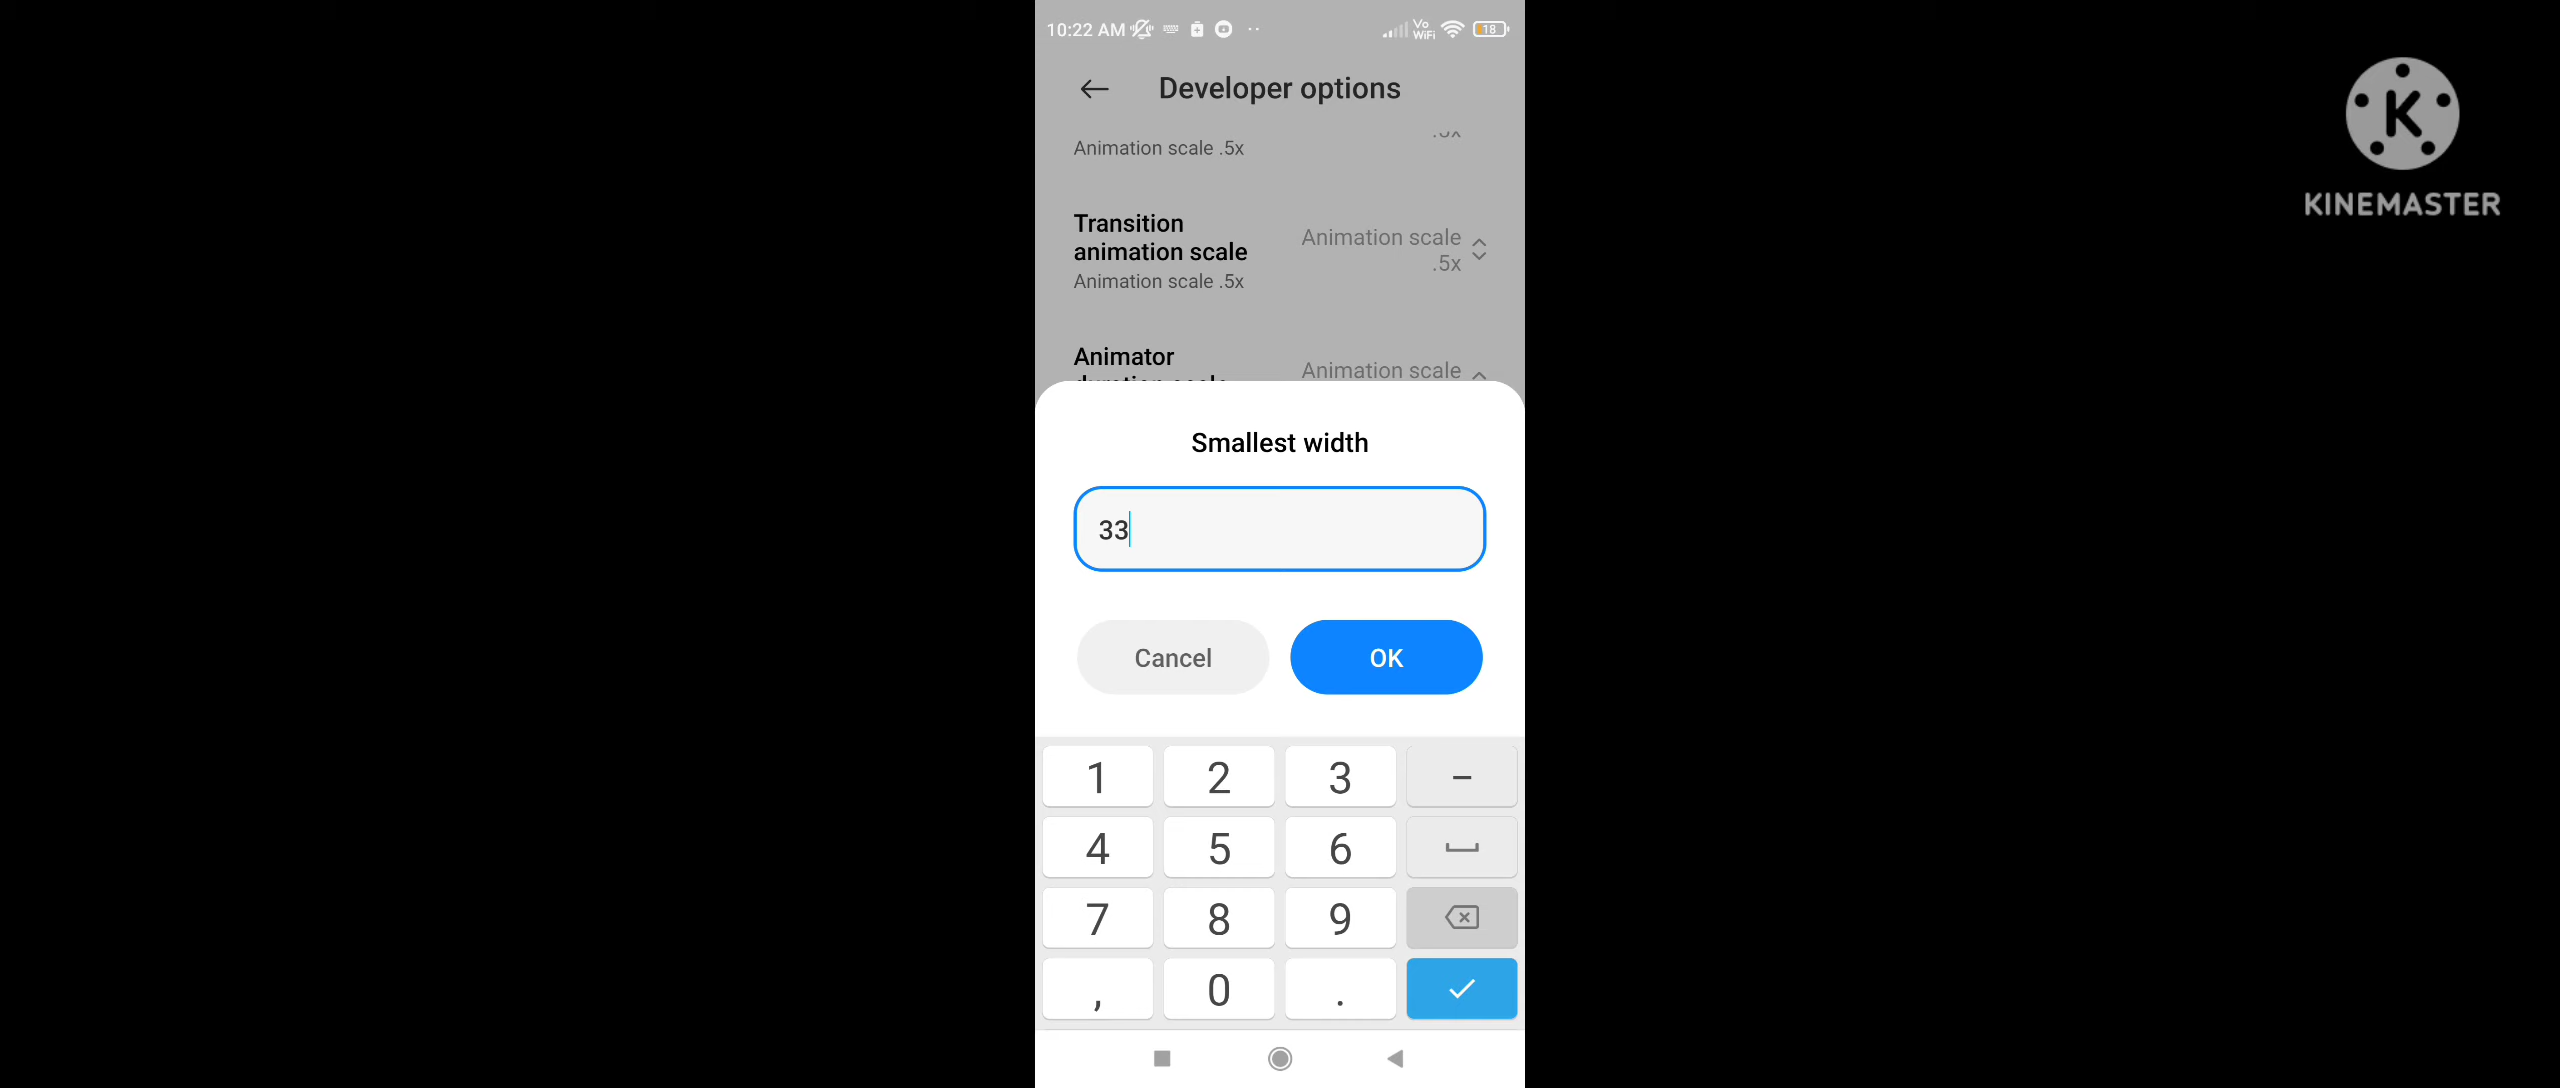 10:22 AM
Vo
WiFi
18
Developer options
Animation scale .5x
Transition
animation scale
Animation scale .5x
Animation scale
.5x
Animator
Animation scale
Smallest width
33
Cancel
OK
1 2 3 –
4 5 6
7 8 9
, 0 .
K
KINEMASTER